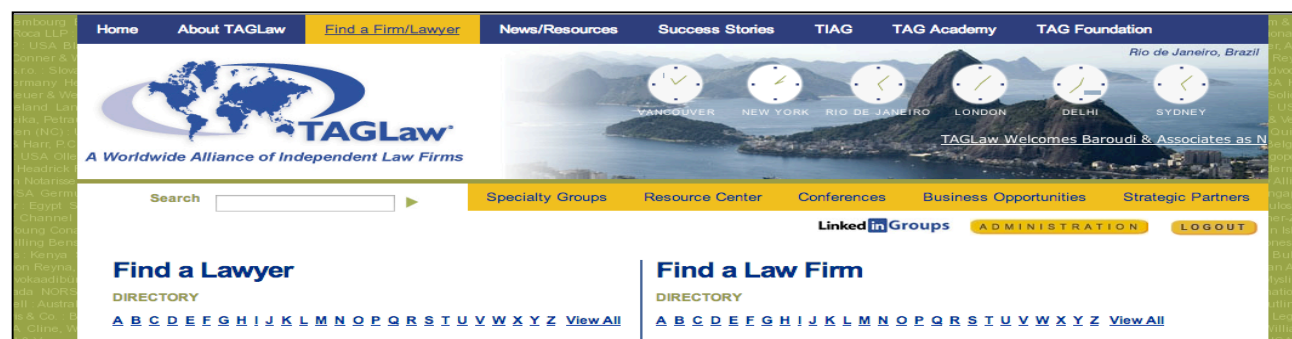 Home About TAGLaw Find a Firm/Lawyer News/Resources Success Stories TIAG TAG Academy TAG Foundation
Rio de Janeiro, Brazil
VANCOUVER NEW YORK RIO DE JANEIRO LONDON DELHI SYDNEY
TAGLaw
TAGLaw Welcomes Baroudi & Associates as N
A Worldwide Alliance of Independent Law Firms
Search Specialty Groups Resource Center Conferences Business Opportunities Strategic Partners
Linked in Groups ADMINISTRATION LOGOUT
Find a Lawyer
DIRECTORY
A B C D E F G H I J K L M N O P Q R S T U V W X Y Z View All
Find a Law Firm
DIRECTORY
A B C D E F G H I J K L M N O P Q R S T U V W X Y Z View All